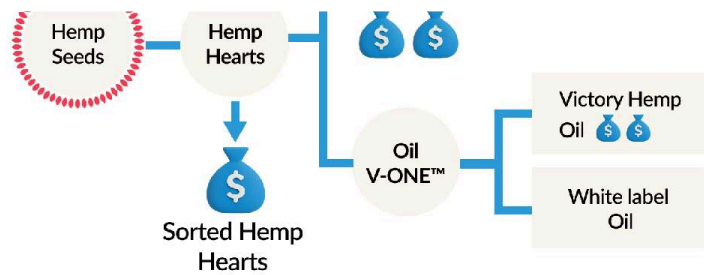 Hemp
Seeds
Hemp
Hearts
$ $
$
Sorted Hemp
Hearts
Oil
V-ONE™
Victory Hemp
Oil $ $
White label
Oil